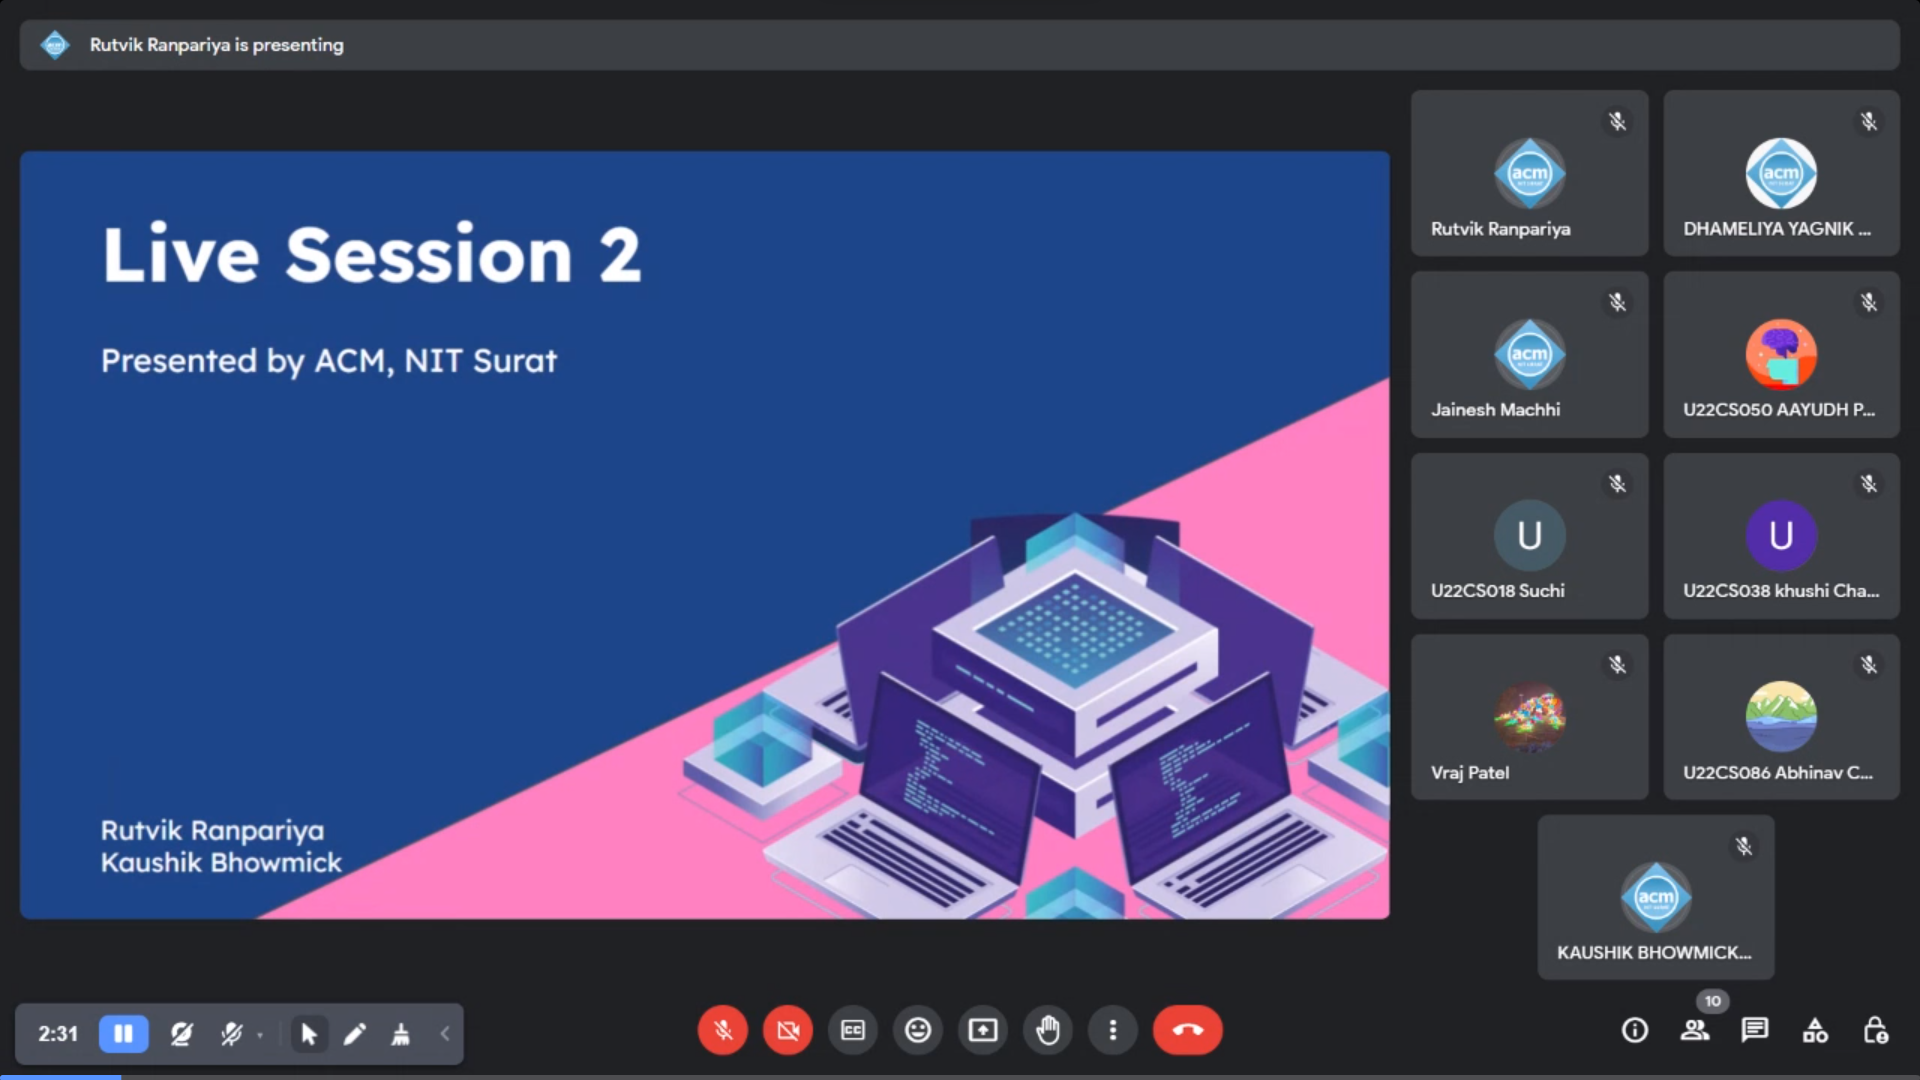 Rutvik Ranpariya is presenting
Live Session 2
Presented by ACM, NIT Surat
Rutvik Ranpariya
Kaushik Bhowmick
acm
Rutvik Ranpariya
acm
DHAMELIYA YAGNIK ...
acm
Jainesh Machhi
U22CS050 AAYUDH P...
U
U22CS018 Suchi
U
U22CS038 khushi Cha...
Vraj Patel
U22CS086 Abhinav C...
acm
KAUSHIK BHOWMICK...
2:31
CC
10